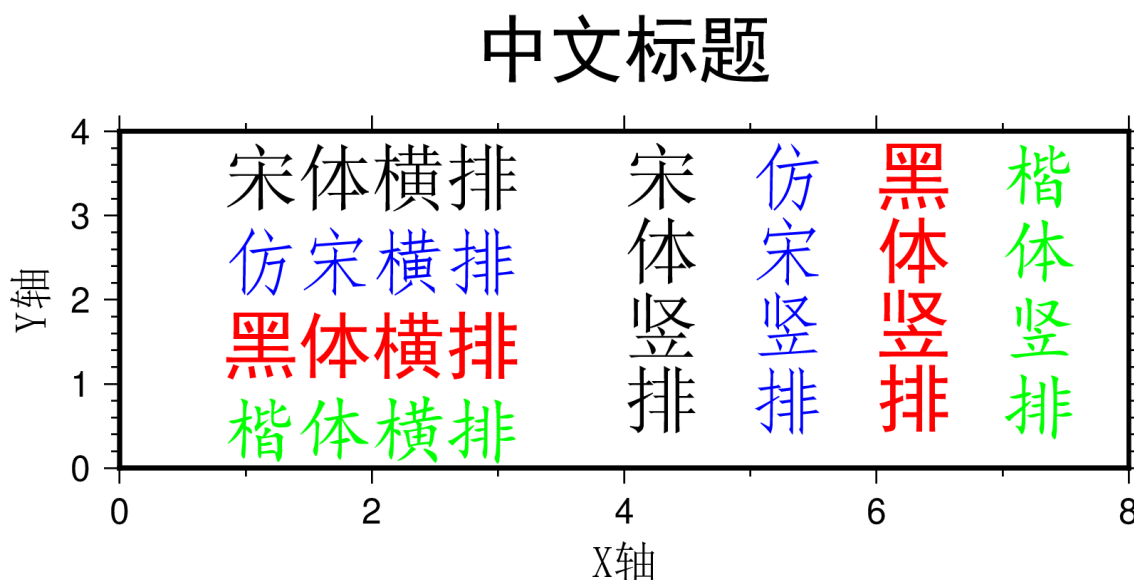 中文标题
4
3
2
1
0
Y轴
宋体横排
仿宋横排
黑体横排
楷体横排
宋体竖排
仿宋竖排
黑体竖排
楷体竖排
0 2 4 6 8
X轴